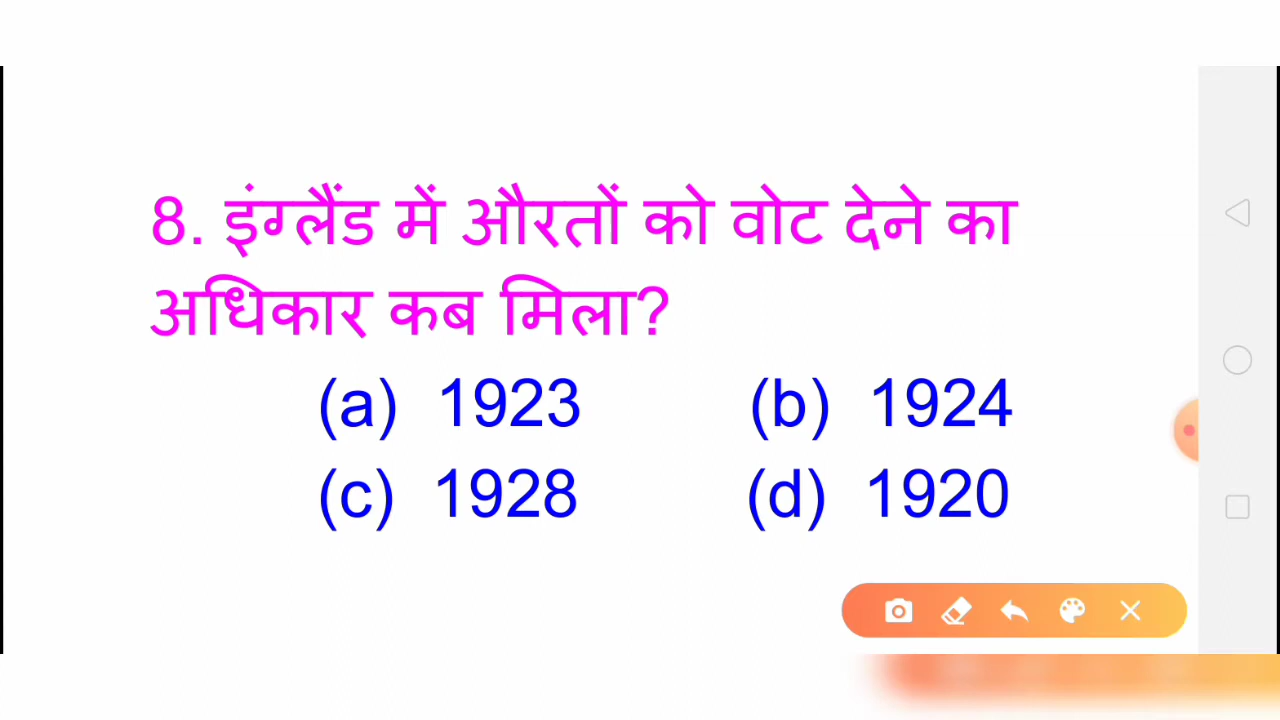 8. इंग्लैंड में औरतों को वोट देने का
अधिकार कब मिला?
(a) 1923 (b) 1924
(c) 1928 (d) 1920